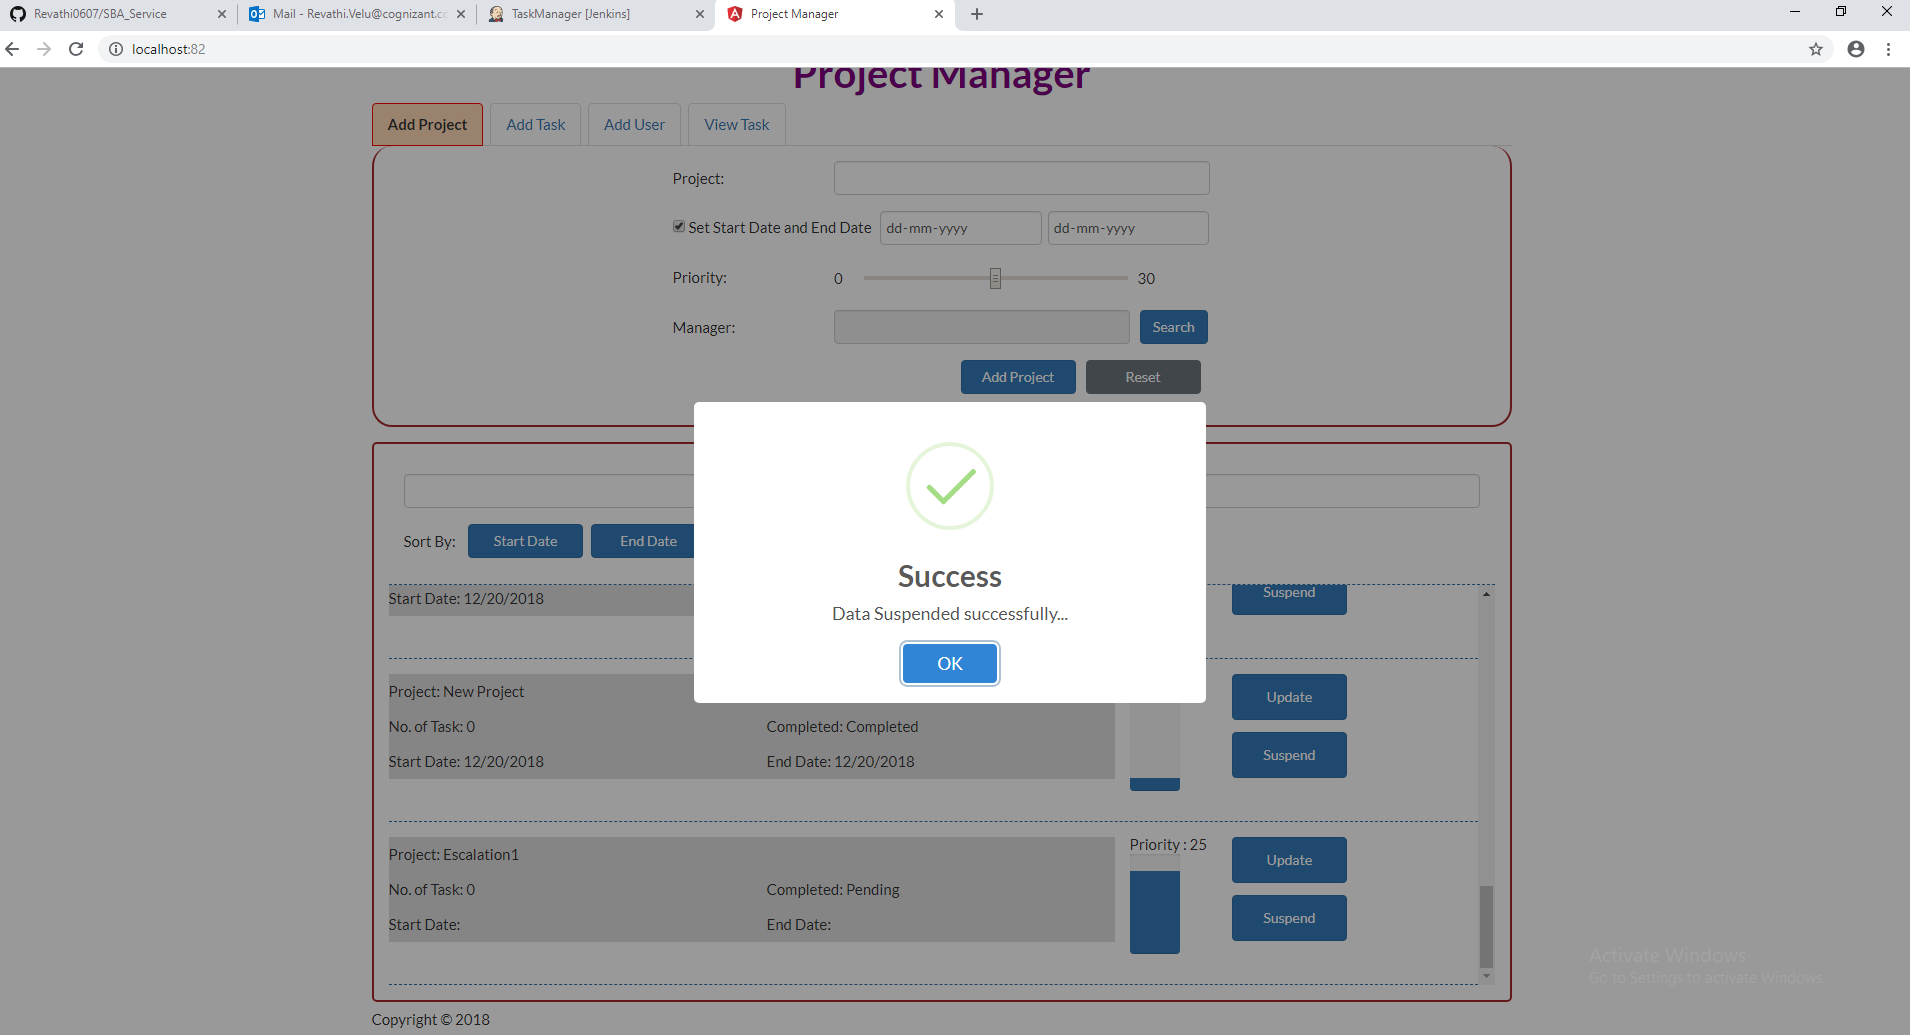 Revathi0607/SBA_Service
Mail - Revathi.Velu@cognizant.cc
TaskManager [Jenkins]
Project Manager
localhost:82
Project Manager
Add Project
Add Task
Add User
View Task
Project:
Set Start Date and End Date dd-mm-yyyy dd-mm-yyyy
Priority: 0 30
Manager: Search
Add Project Reset
Sort By: Start Date End Date
Success
Data Suspended successfully...
OK
Start Date: 12/20/2018
Suspend
Project: New Project
No. of Task: 0 Completed: Completed
Start Date: 12/20/2018 End Date: 12/20/2018
Update
Suspend
Project: Escalation1
No. of Task: 0 Completed: Pending
Start Date: End Date:
Priority : 25
Update
Suspend
Activate Windows
Go to Settings to activate Windows.
Copyright © 2018